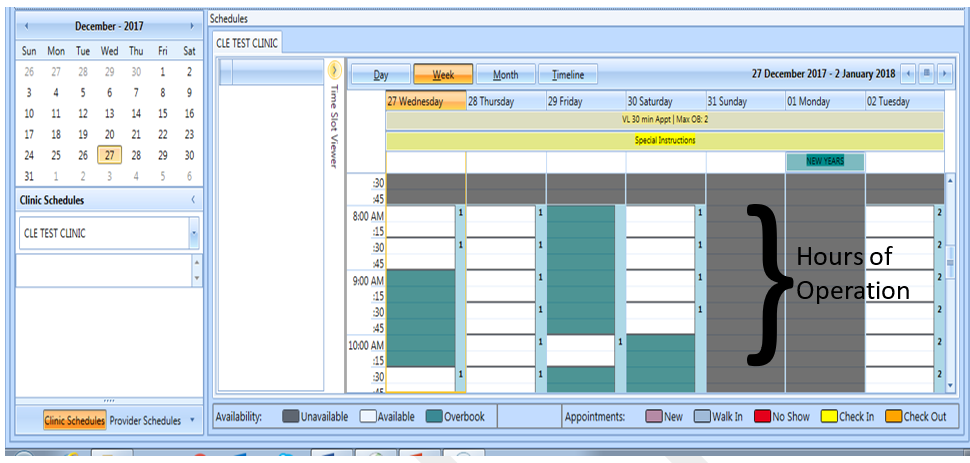 December - 2017
Sun Mon Tue Wed Thu Fri Sat
26 27 28 29 30 1 2
3 4 5 6 7 8 9
10 11 12 13 14 15 16
17 18 19 20 21 22 23
24 25 26 27 28 29 30
31 1 2 3 4 5 6
Clinic Schedules
CLE TEST CLINIC
Clinic Schedules Provider Schedules
Schedules
CLE TEST CLINIC
Time Slot Viewer
Day Week Month Timeline 27 December 2017 - 2 January 2018
27 Wednesday 28 Thursday 29 Friday 30 Saturday 31 Sunday 01 Monday 02 Tuesday
VL 30 min Appt | Max OB: 2
Special Instructions
NEW YEARS
:30
:45
8:00 AM 1 1 1 2
:15
:30 1 1 1 2
:45
9:00 AM 1 1 2
:15
:30 1 1 2
:45
10:00 AM 1 1 2
:15
:30 1 1 2
:45
Hours of
Operation
Availability: Unavailable Available Overbook Appointments: New Walk In No Show Check In Check Out